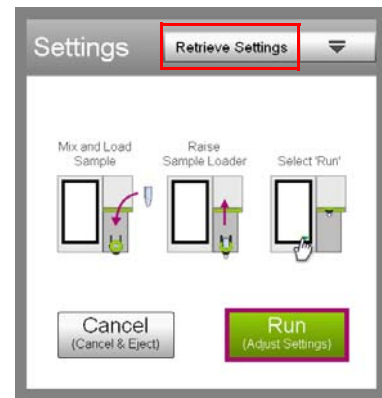 Settings
Retrieve Settings
Mix and Load
Sample
Raise
Sample Loader
Select 'Run'
Cancel
(Cancel & Eject)
Run
(Adjust Settings)